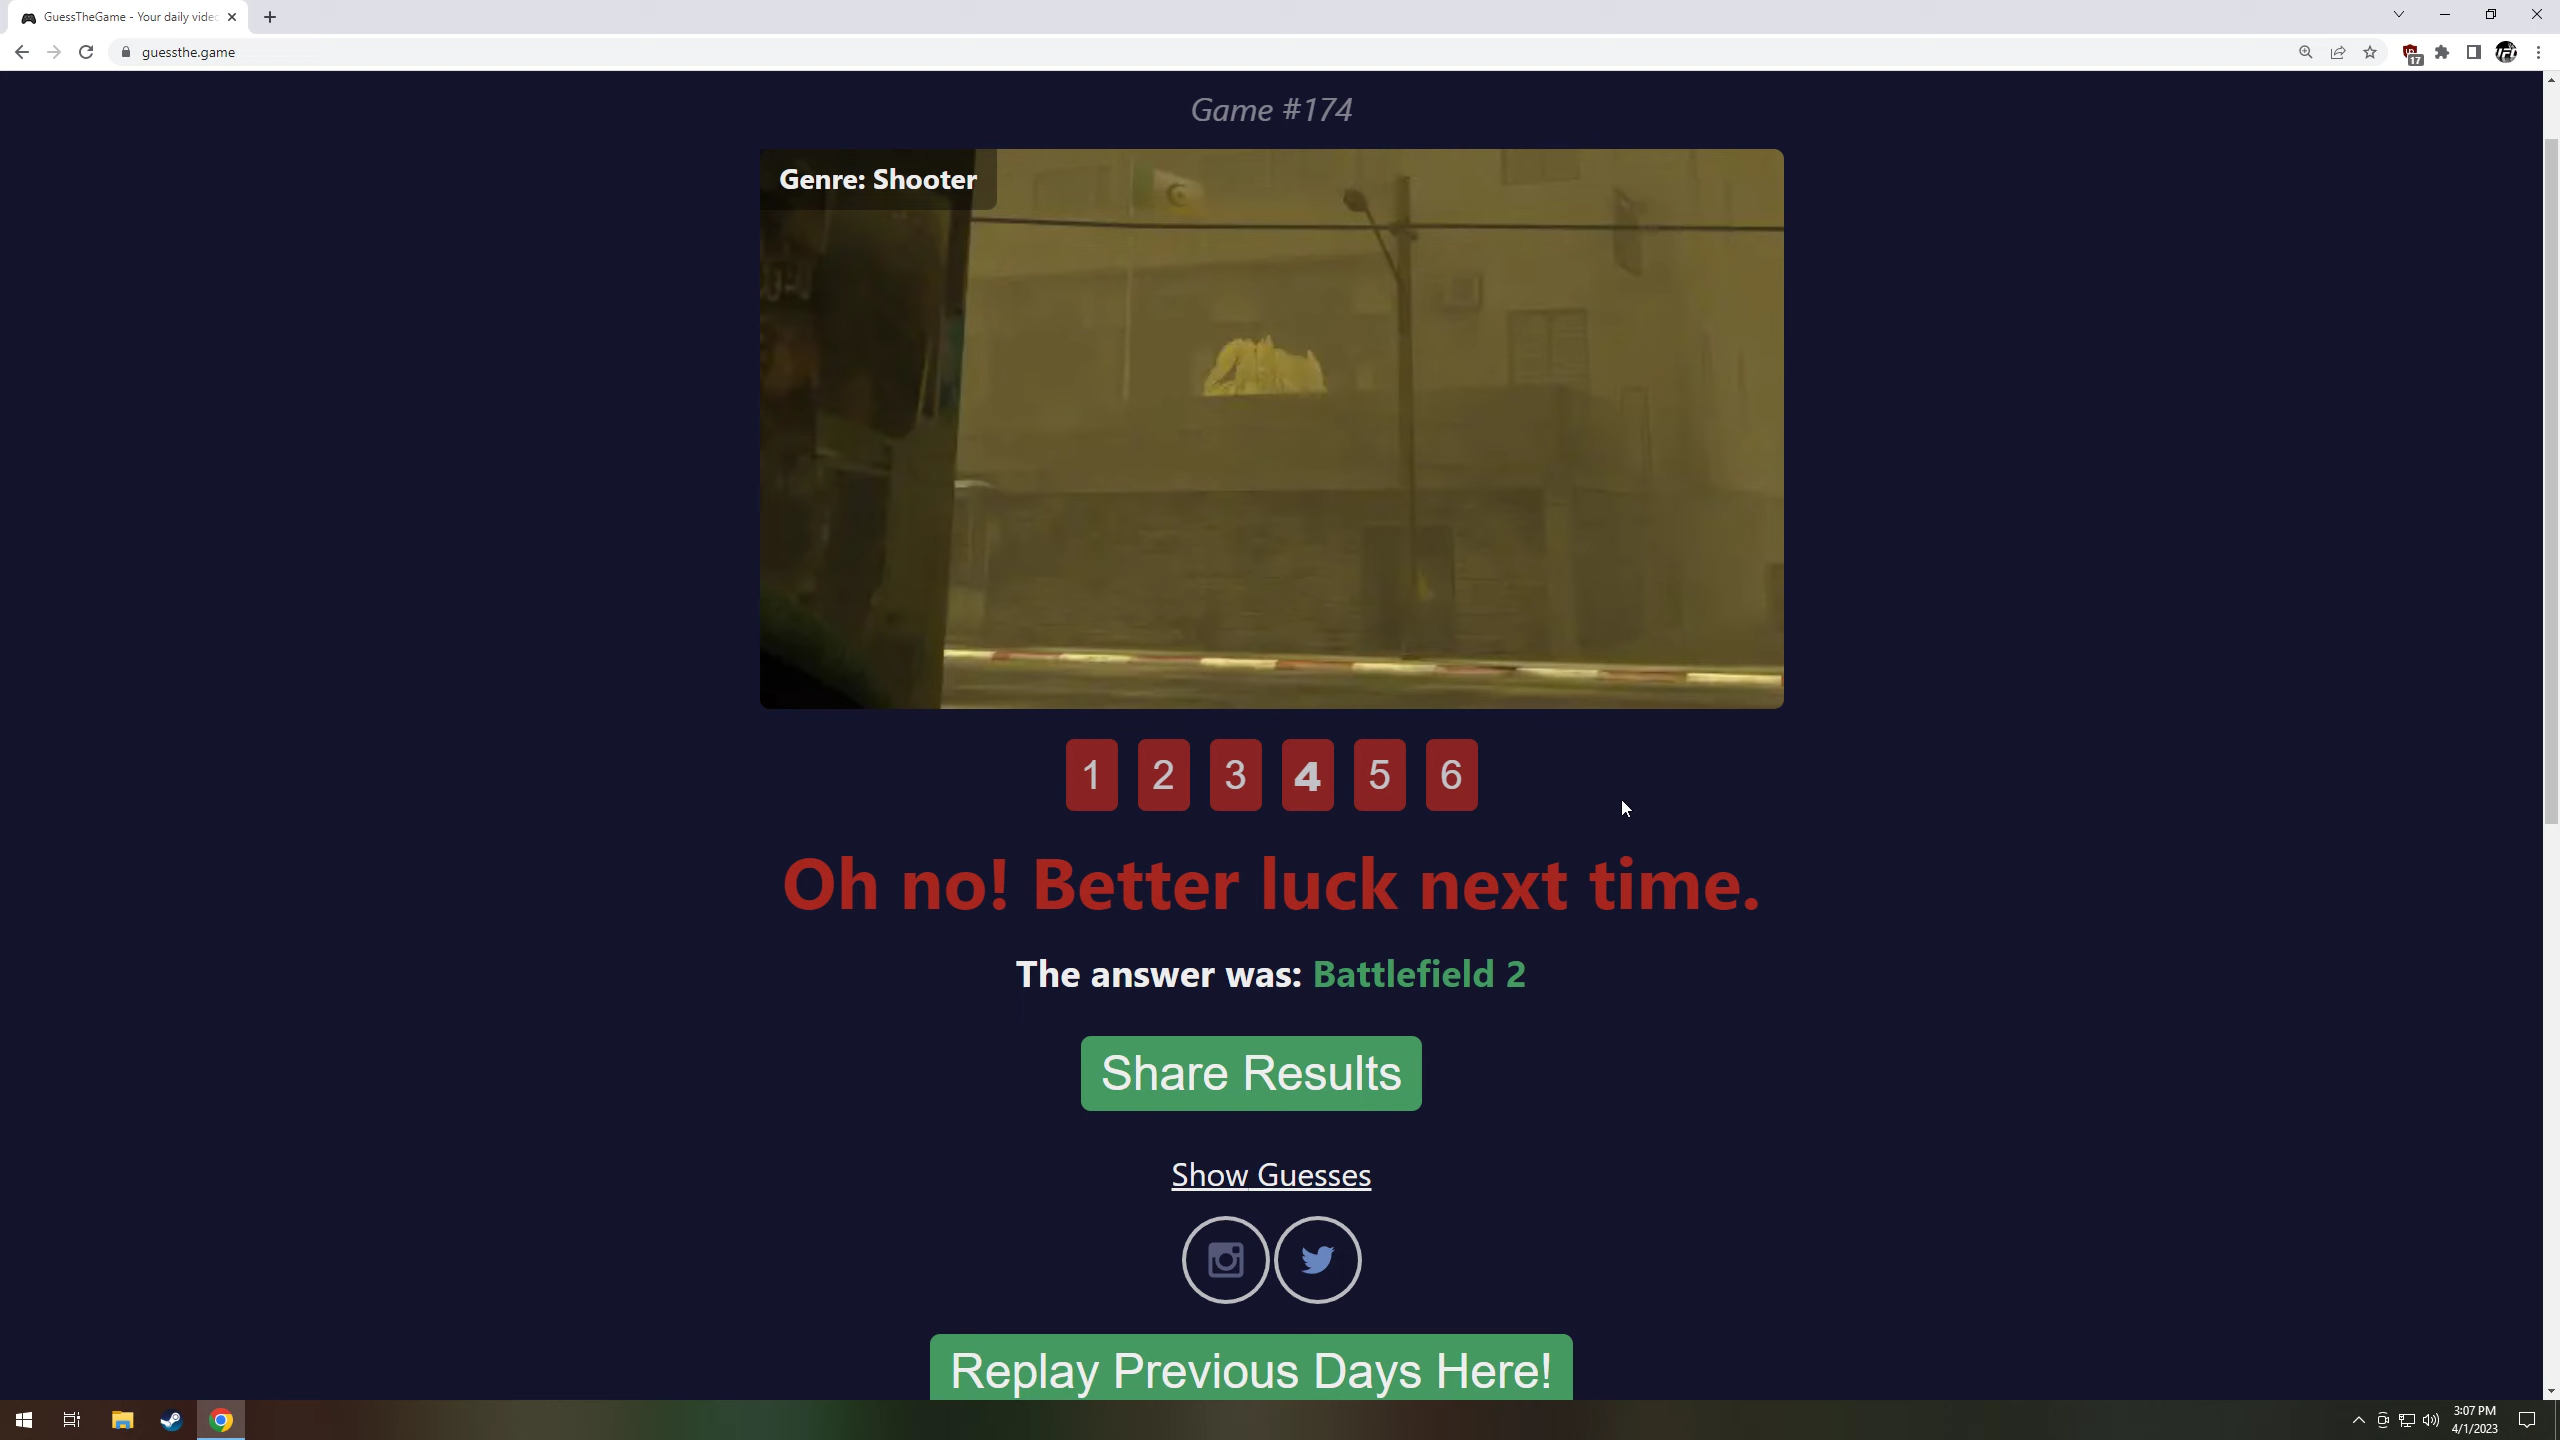 GuessTheGame - Your daily vide
guessthe.game
17
Game #174
Genre: Shooter
1 2 3 4 5 6
Oh no! Better luck next time.
The answer was: Battlefield 2
Share Results
Show Guesses
Replay Previous Days Here!
3:07 PM
4/1/2023